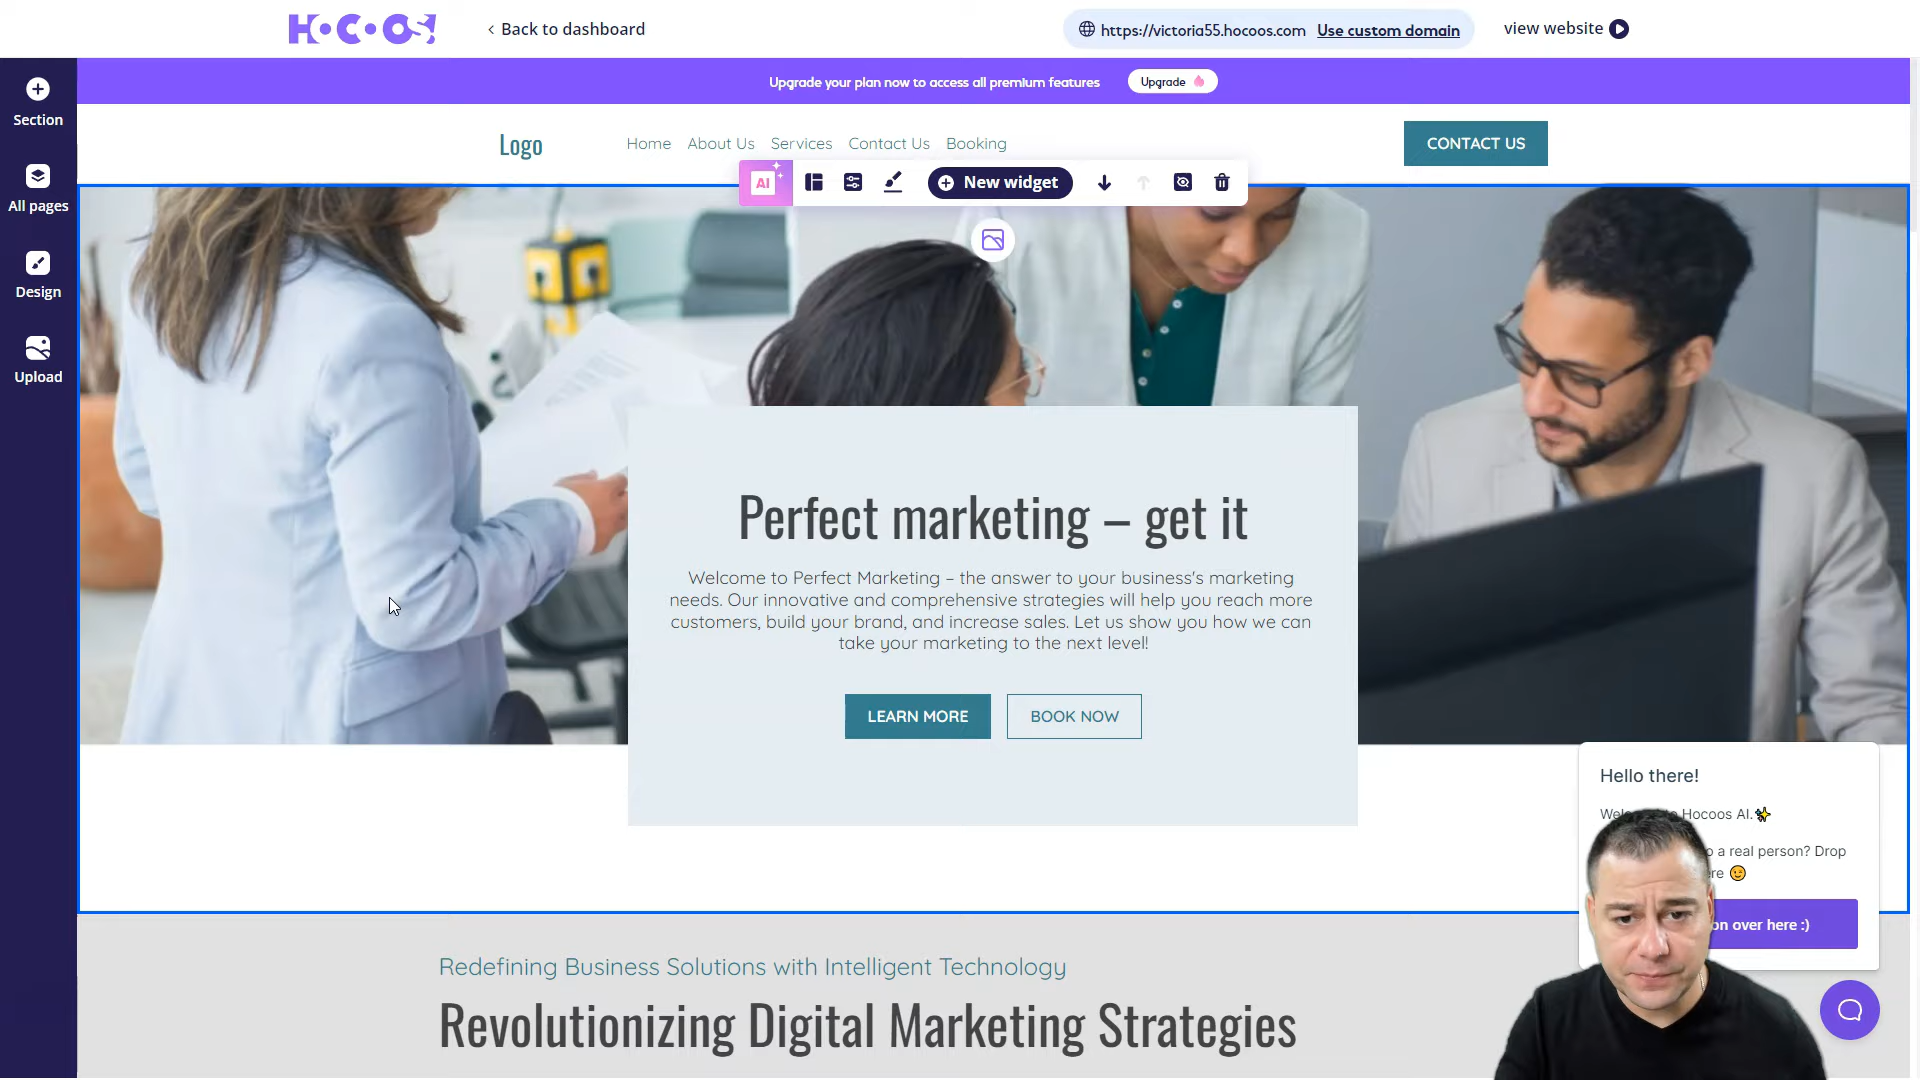 HOCOOS!
Back to dashboard
https://victoria55.hocoos.com Use custom domain
view website
Upgrade your plan now to access all premium features
Upgrade
Section
All pages
Design
Upload
Logo
Home About Us Services Contact Us Booking
CONTACT US
AI
New widget
Perfect marketing – get it
Welcome to Perfect Marketing – the answer to your business's marketing
needs. Our innovative and comprehensive strategies will help you reach more
customers, build your brand, and increase sales. Let us show you how we can
take your marketing to the next level!
LEARN MORE
BOOK NOW
Redefining Business Solutions with Intelligent Technology
Revolutionizing Digital Marketing Strategies
Hello there!
Hocoos AI.✨
a real person? Drop
😉
over here :)